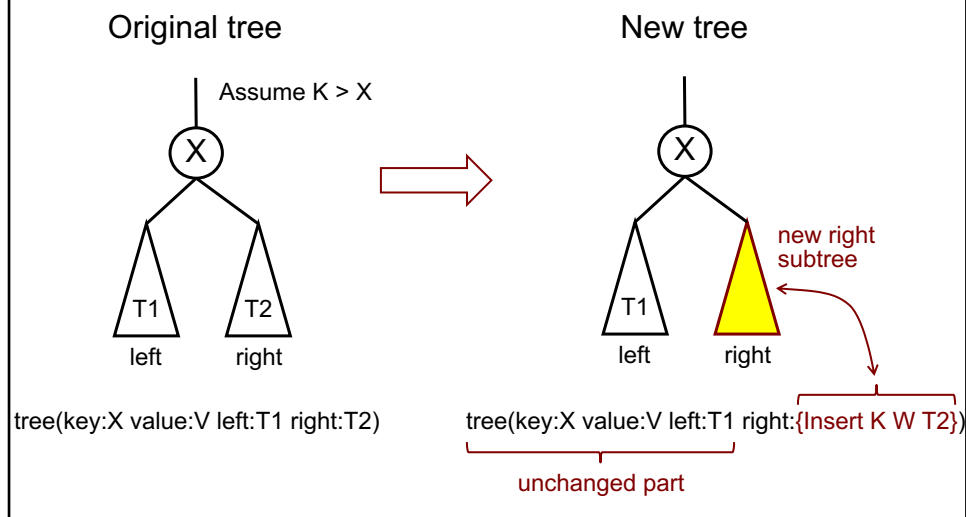 Original tree
New tree
Assume K > X
X
X
new right
subtree
T1
T2
T1
left
right
left
right
tree(key:X value:V left:T1 right:T2)
tree(key:X value:V left:T1 right:{Insert K W T2})
unchanged part